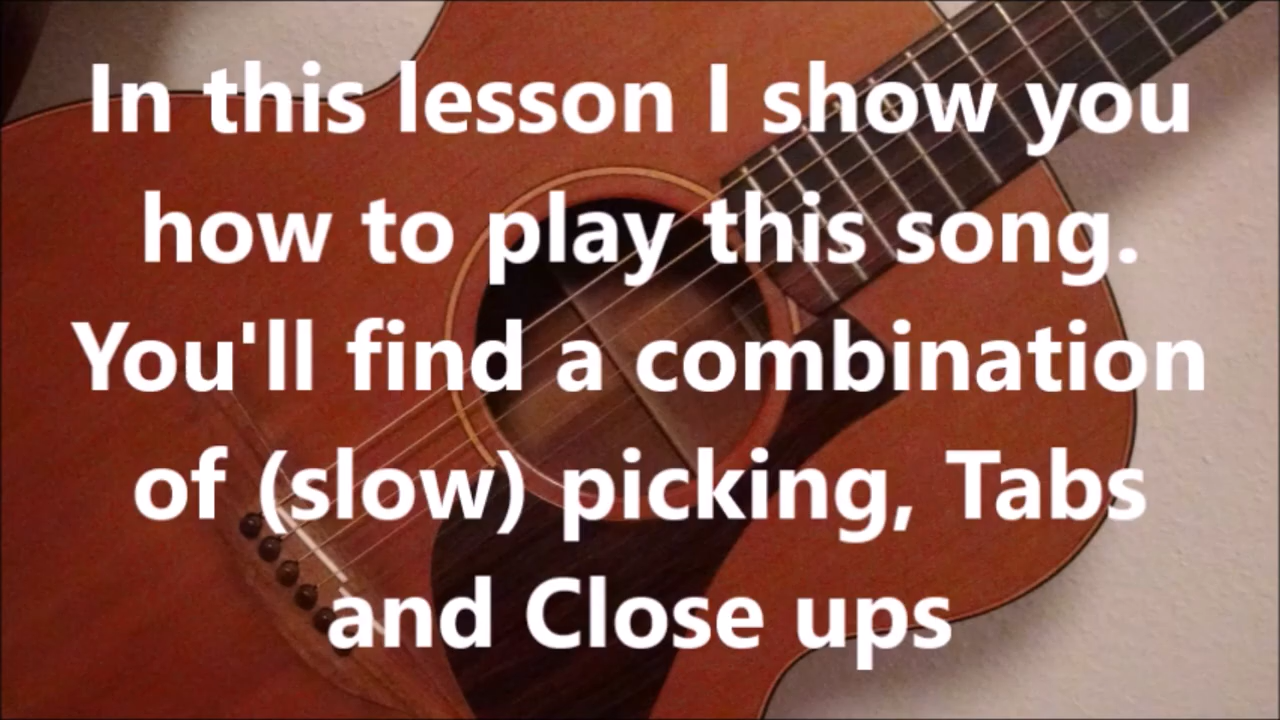 In this lesson I show you
how to play this song.
You'll find a combination
of (slow) picking, Tabs
and Close ups